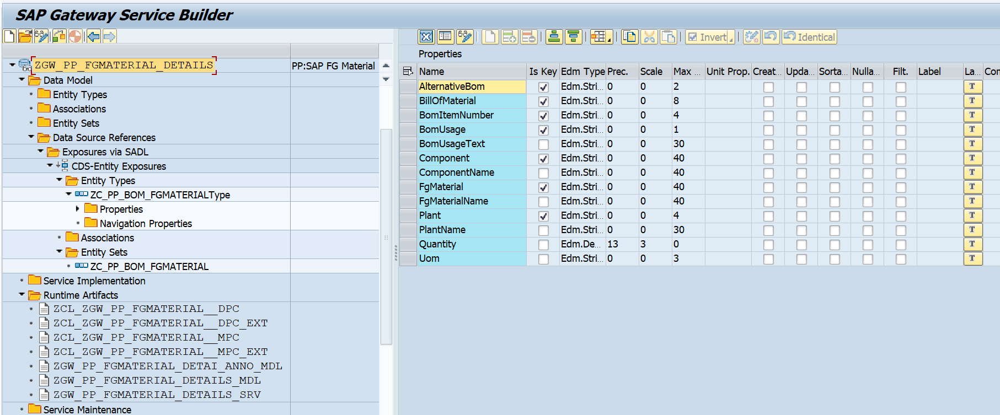 SAP Gateway Service Builder
ZGW_PP_FGMATERIAL_DETAILS PP:SAP FG Material
Data Model
Entity Types
Associations
Entity Sets
Data Source References
Exposures via SADL
CDS-Entity Exposures
Entity Types
ZC_PP_BOM_FGMATERIALType
Properties
Navigation Properties
Associations
Entity Sets
ZC_PP_BOM_FGMATERIAL
Service Implementation
Runtime Artifacts
ZCL_ZGW_PP_FGMATERIAL__DPC
ZCL_ZGW_PP_FGMATERIAL__DPC_EXT
ZCL_ZGW_PP_FGMATERIAL__MPC
ZCL_ZGW_PP_FGMATERIAL__MPC_EXT
ZGW_PP_FGMATERIAL_DETAI_ANNO_MDL
ZGW_PP_FGMATERIAL_DETAILS_MDL
ZGW_PP_FGMATERIAL_DETAILS_SRV
Service Maintenance
Invert Identical
Properties
Name Is Key Edm Type Prec. Scale Max ... Unit Prop. Creat... Upda... Sorta... Nulla... Filt. Label La... Con
AlternativeBom Edm.Stri... 0 0 2 T
BillOfMaterial Edm.Stri... 0 0 8 T
BomItemNumber Edm.Stri... 0 0 4 T
BomUsage Edm.Stri... 0 0 1 T
BomUsageText Edm.Stri... 0 0 30 T
Component Edm.Stri... 0 0 40 T
ComponentName Edm.Stri... 0 0 40 T
FgMaterial Edm.Stri... 0 0 40 T
FgMaterialName Edm.Stri... 0 0 40 T
Plant Edm.Stri... 0 0 4 T
PlantName Edm.Stri... 0 0 30 T
Quantity Edm.De... 13 3 0 T
Uom Edm.Stri... 0 0 3 T